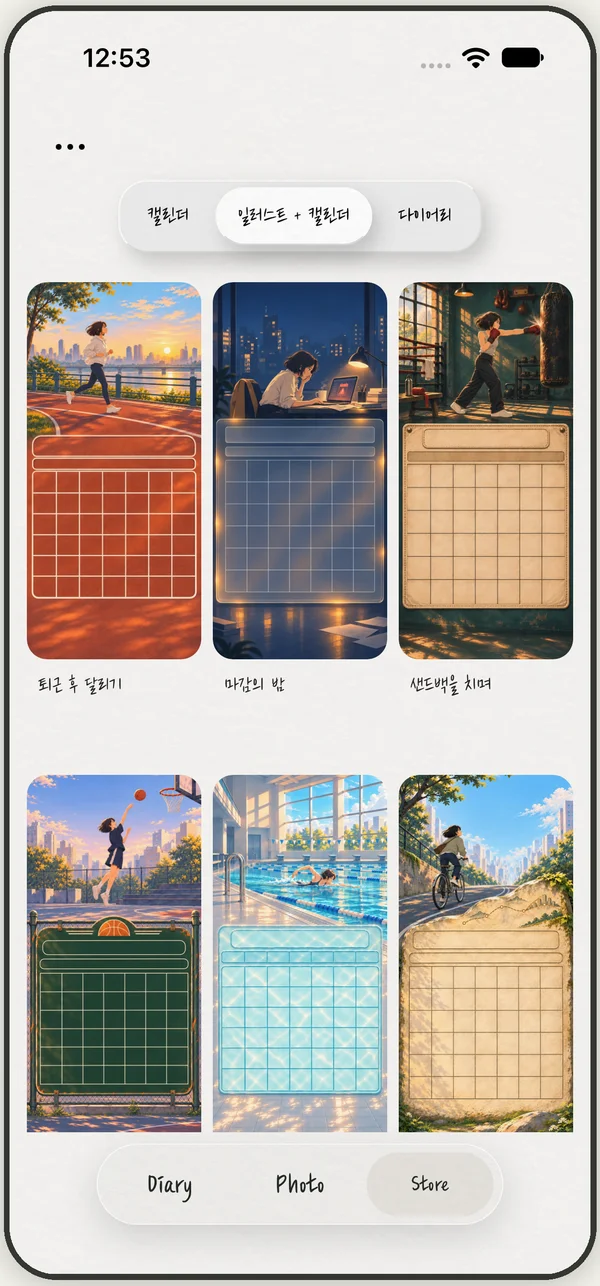 12:53
캘린더
일러스트 + 캘린더
다이어리
퇴근 후 달리기
마감의 밤
샌드백을 치며
Diary
Photo
Store